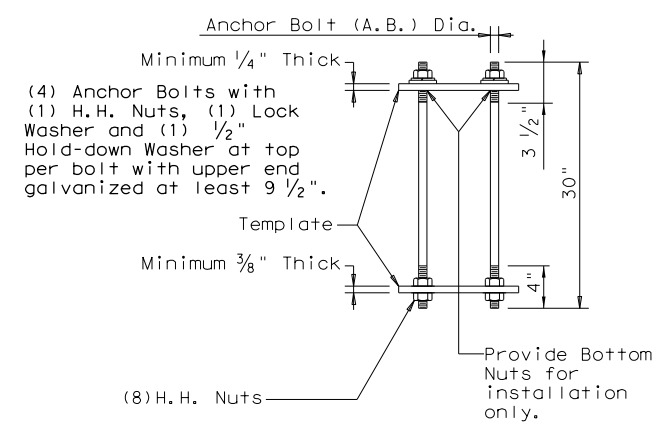 Anchor Bolt (A.B.) Dia.
Minimum 1/4" Thick
(4) Anchor Bolts with
(1) H.H. Nuts, (1) Lock
Washer and (1) 1/2"
Hold-down Washer at top
per bolt with upper end
galvanized at least 9 1/2".
3 1/2"
30"
Template
Minimum 3/8" Thick
4"
Provide Bottom
Nuts for
installation
only.
(8)H.H. Nuts